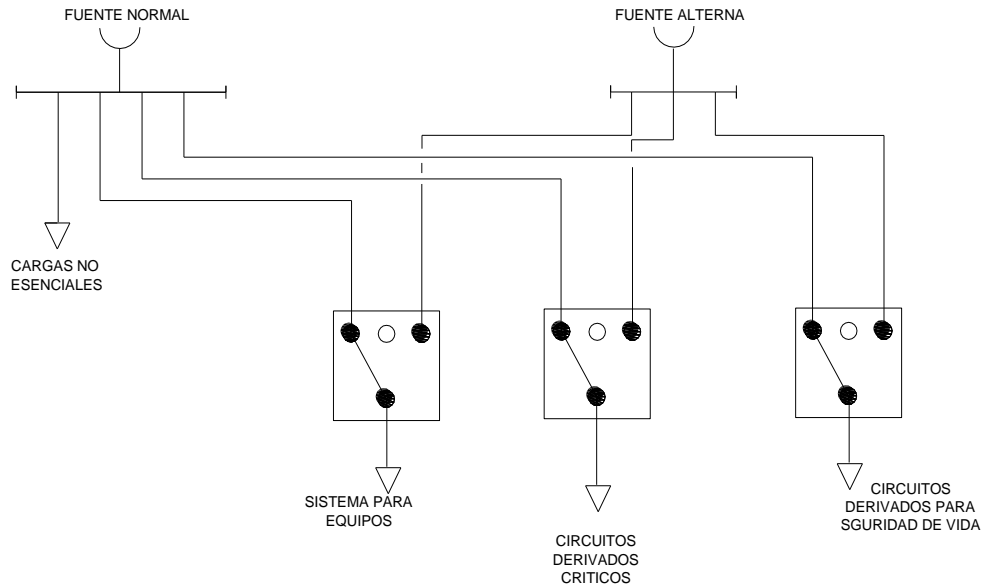 FUENTE NORMAL
FUENTE ALTERNA
CARGAS NO
ESENCIALES
SISTEMA PARA
EQUIPOS
CIRCUITOS
DERIVADOS
CRITICOS
CIRCUITOS
DERIVADOS PARA
SGURIDAD DE VIDA